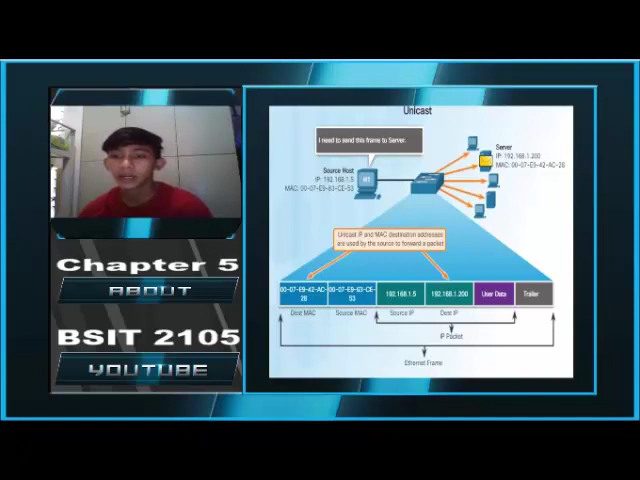 Unicast
I need to send this frame to Server.
Server
IP: 192.168.1.200
MAC: 00-07-E9-42-AC-28
Source Host
IP: 192.168.1.5
MAC: 00-07-E9-63-CE-53
H1
Unicast IP and MAC destination addresses
are used by the source to forward a packet
00-07-E9-42-AC-
28
00-07-E9-63-CE-
53
192.168.1.5
192.168.1.200
User Data
Trailer
Dest MAC
Source MAC
Source IP
Dest IP
IP Packet
Ethernet Frame
Chapter 5
ABOUT
BSIT 2105
YOUTUBE